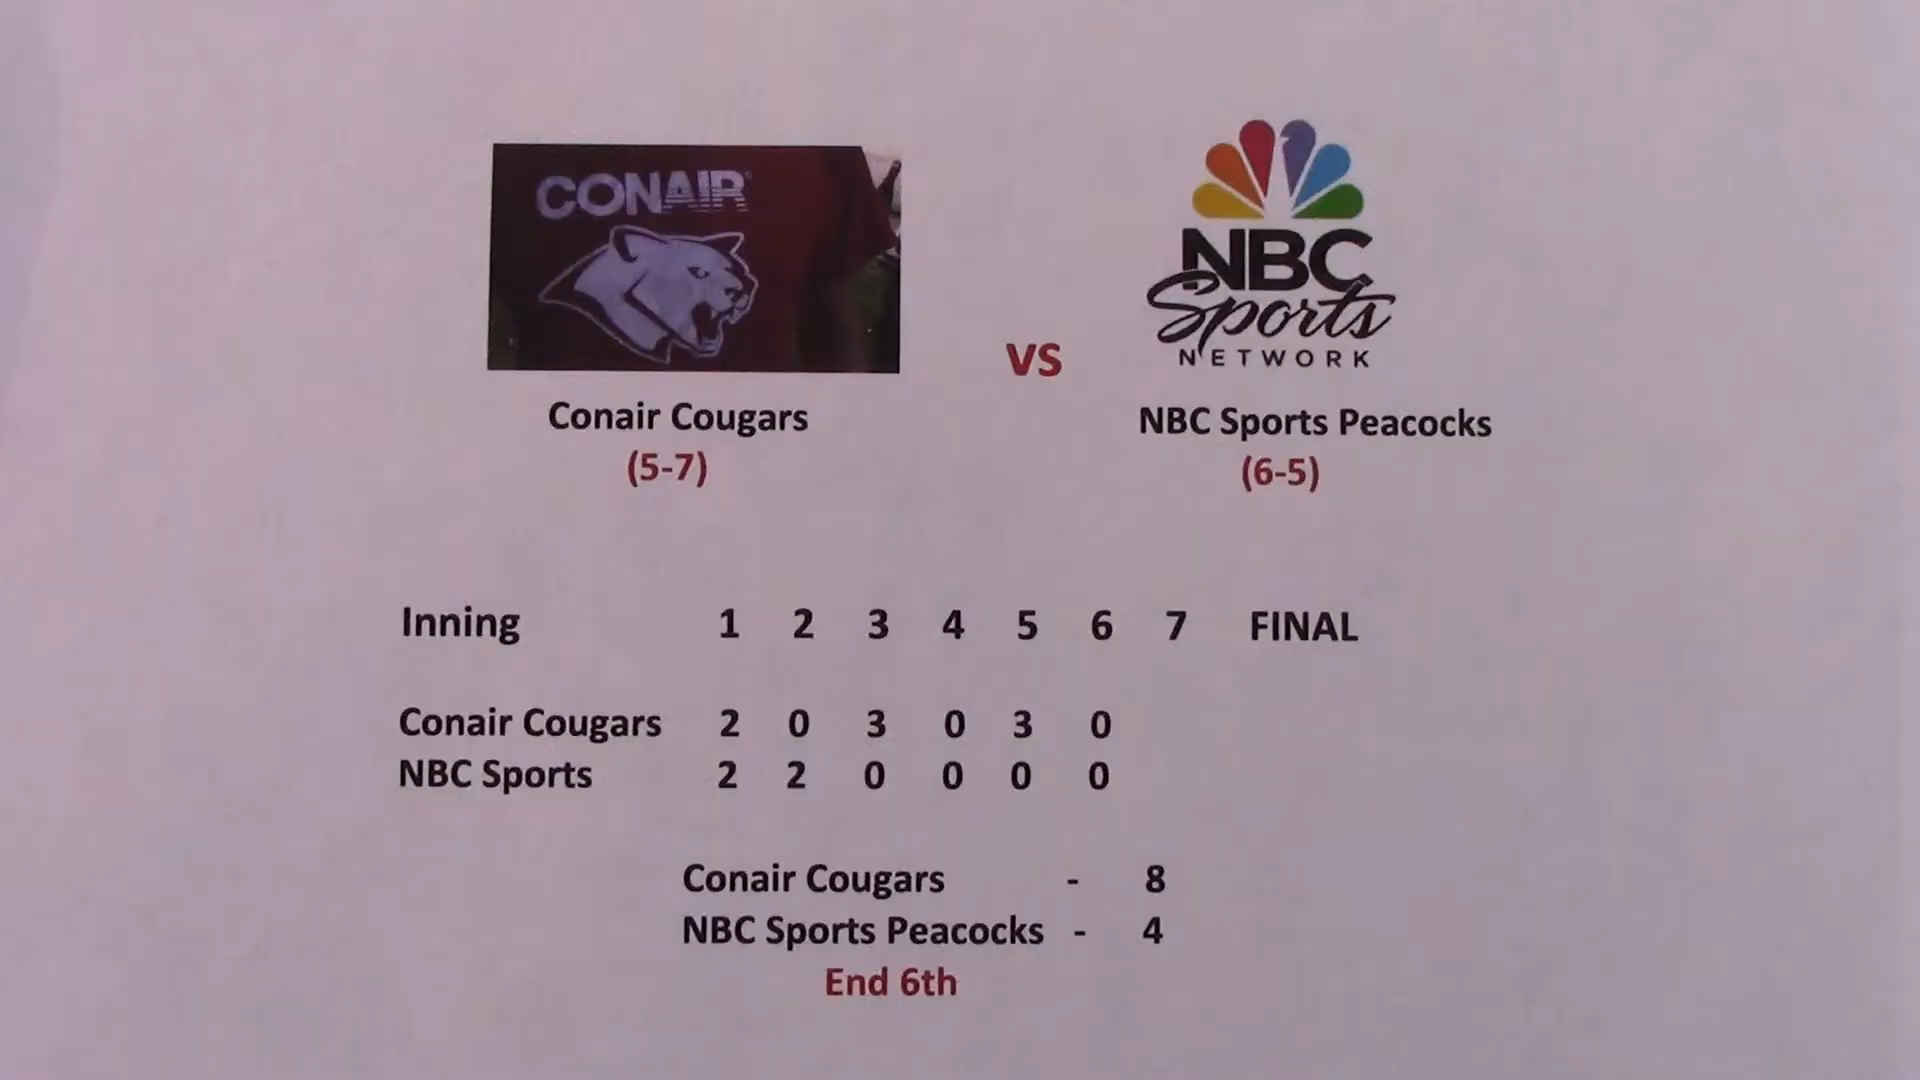 CONAIR
NBC
Sports
NETWORK
VS
Conair Cougars
(5-7)
NBC Sports Peacocks
(6-5)
Inning 1 2 3 4 5 6 7 FINAL
Conair Cougars 2 0 3 0 3 0
NBC Sports 2 2 0 0 0 0
Conair Cougars - 8
NBC Sports Peacocks - 4
End 6th